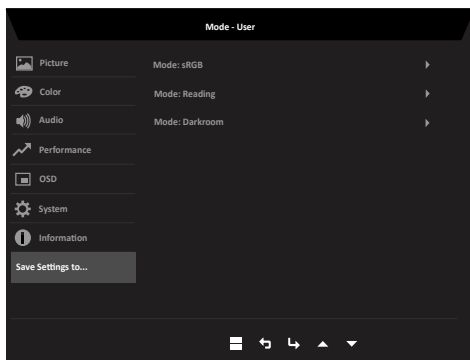 Mode - User
Picture
Color
Audio
Performance
OSD
System
Information
Save Settings to...
Mode: sRGB
Mode: Reading
Mode: Darkroom